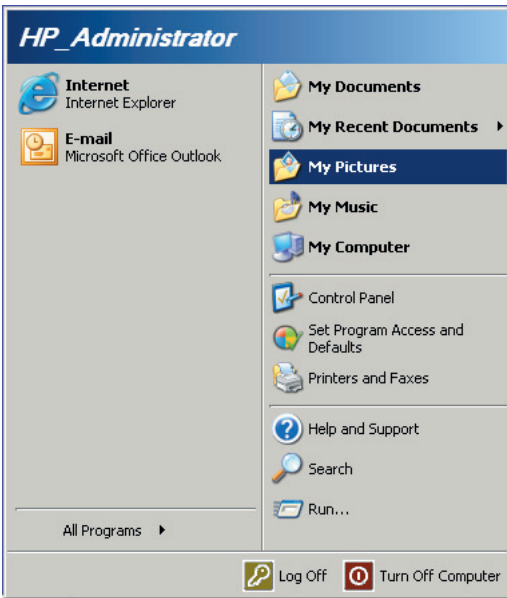 HP_Administrator
Internet
Internet Explorer
E-mail
Microsoft Office Outlook
All Programs
My Documents
My Recent Documents
My Pictures
My Music
My Computer
Control Panel
Set Program Access and
Defaults
Printers and Faxes
Help and Support
Search
Run...
Log Off
Turn Off Computer